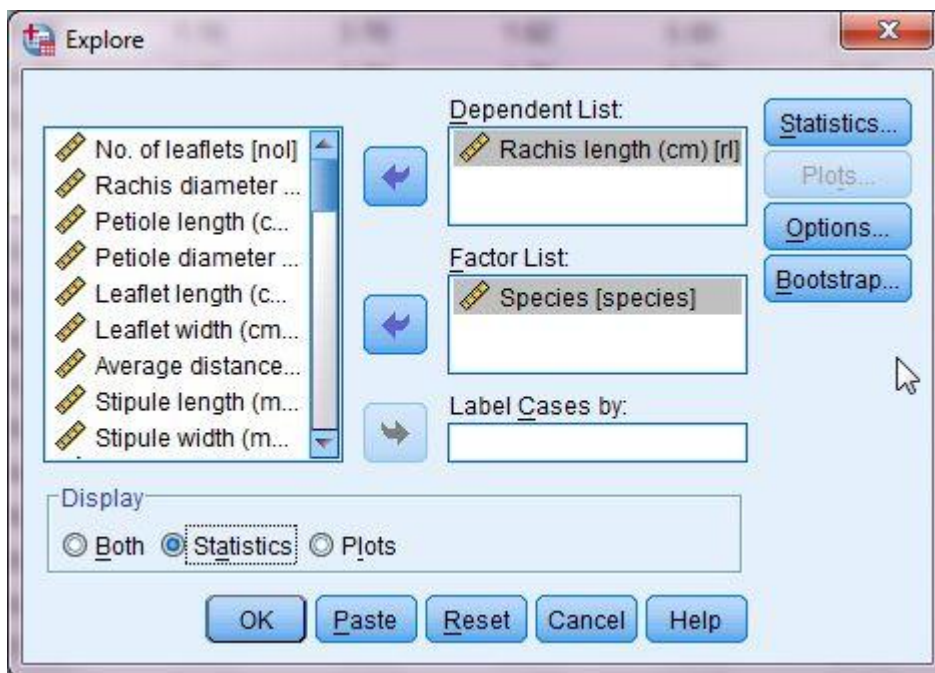 Explore
No. of leaflets [nol]
Rachis diameter ...
Petiole length (c...
Petiole diameter ...
Leaflet length (c...
Leaflet width (cm...
Average distance...
Stipule length (m...
Stipule width (m...
Dependent List:
Rachis length (cm) [rl]
Factor List:
Species [species]
Label Cases by:
Statistics...
Plots...
Options...
Bootstrap...
Display
Both Statistics Plots
OK Paste Reset Cancel Help